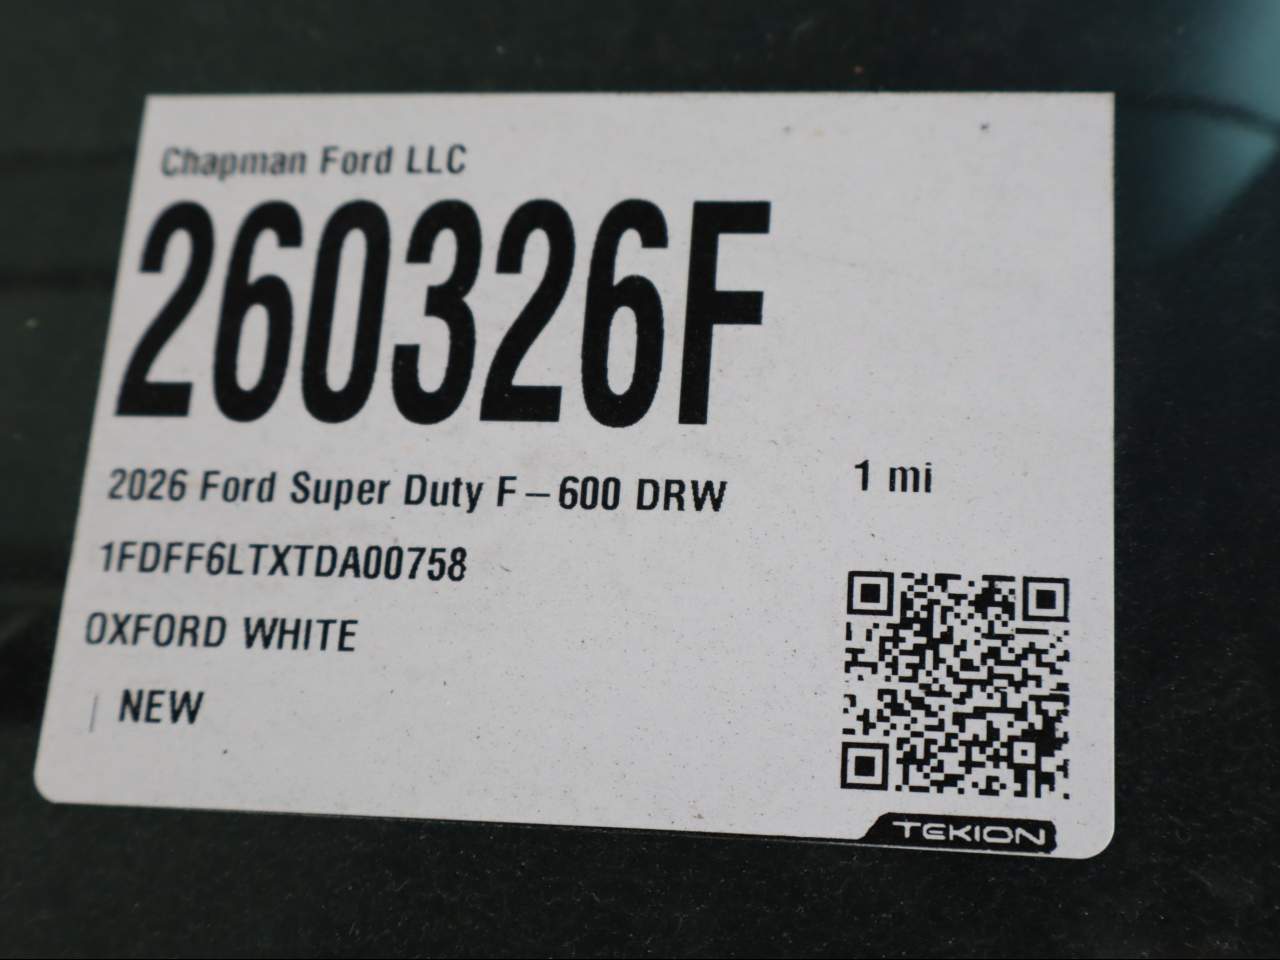 Chapman Ford LLC
260326F
2026 Ford Super Duty F-600 DRW
1 mi
1FDFF6LTXTDA00758
OXFORD WHITE
| NEW
TEKION